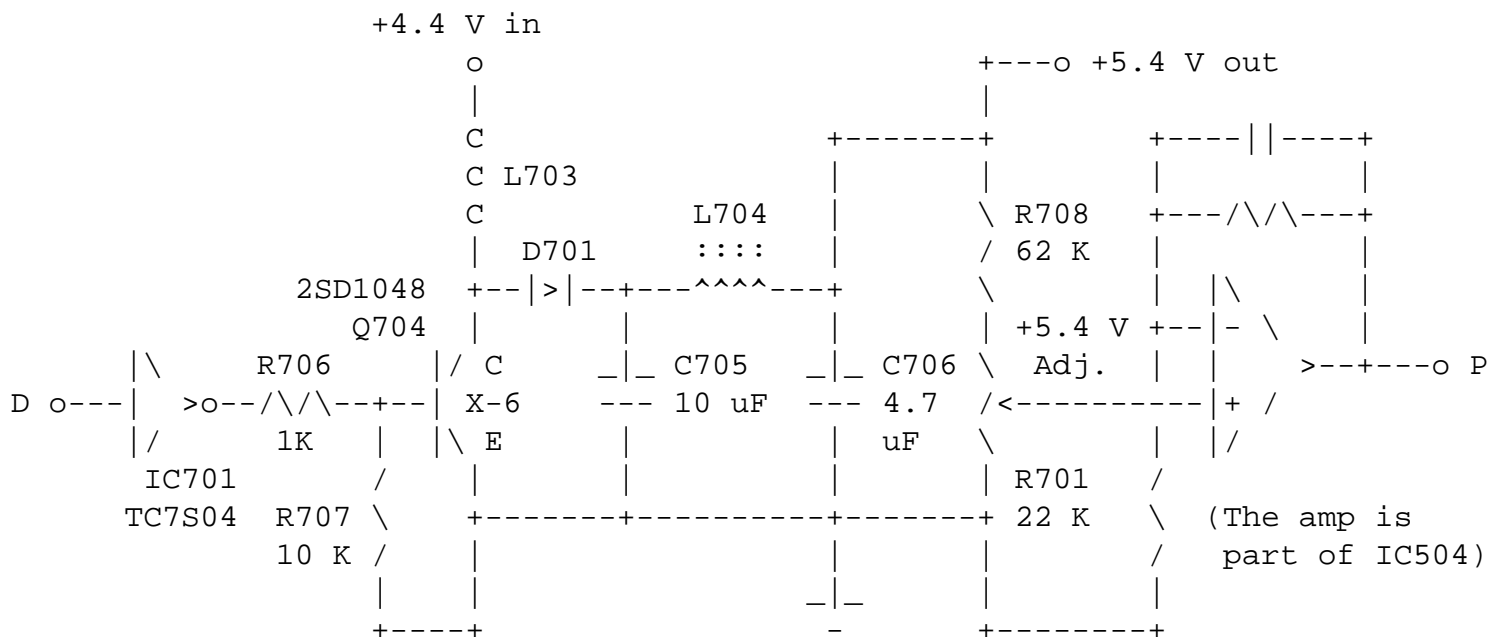 +4.4 V in
+5.4 V out
L703
L704
R708
D701
62 K
2SD1048
Q704
+5.4 V
R706
C
C705
C706
Adj.
P
D
X-6
10 uF
4.7
1K
E
uF
IC701
R701
TC7S04
R707
22 K
(The amp is
10 K
part of IC504)